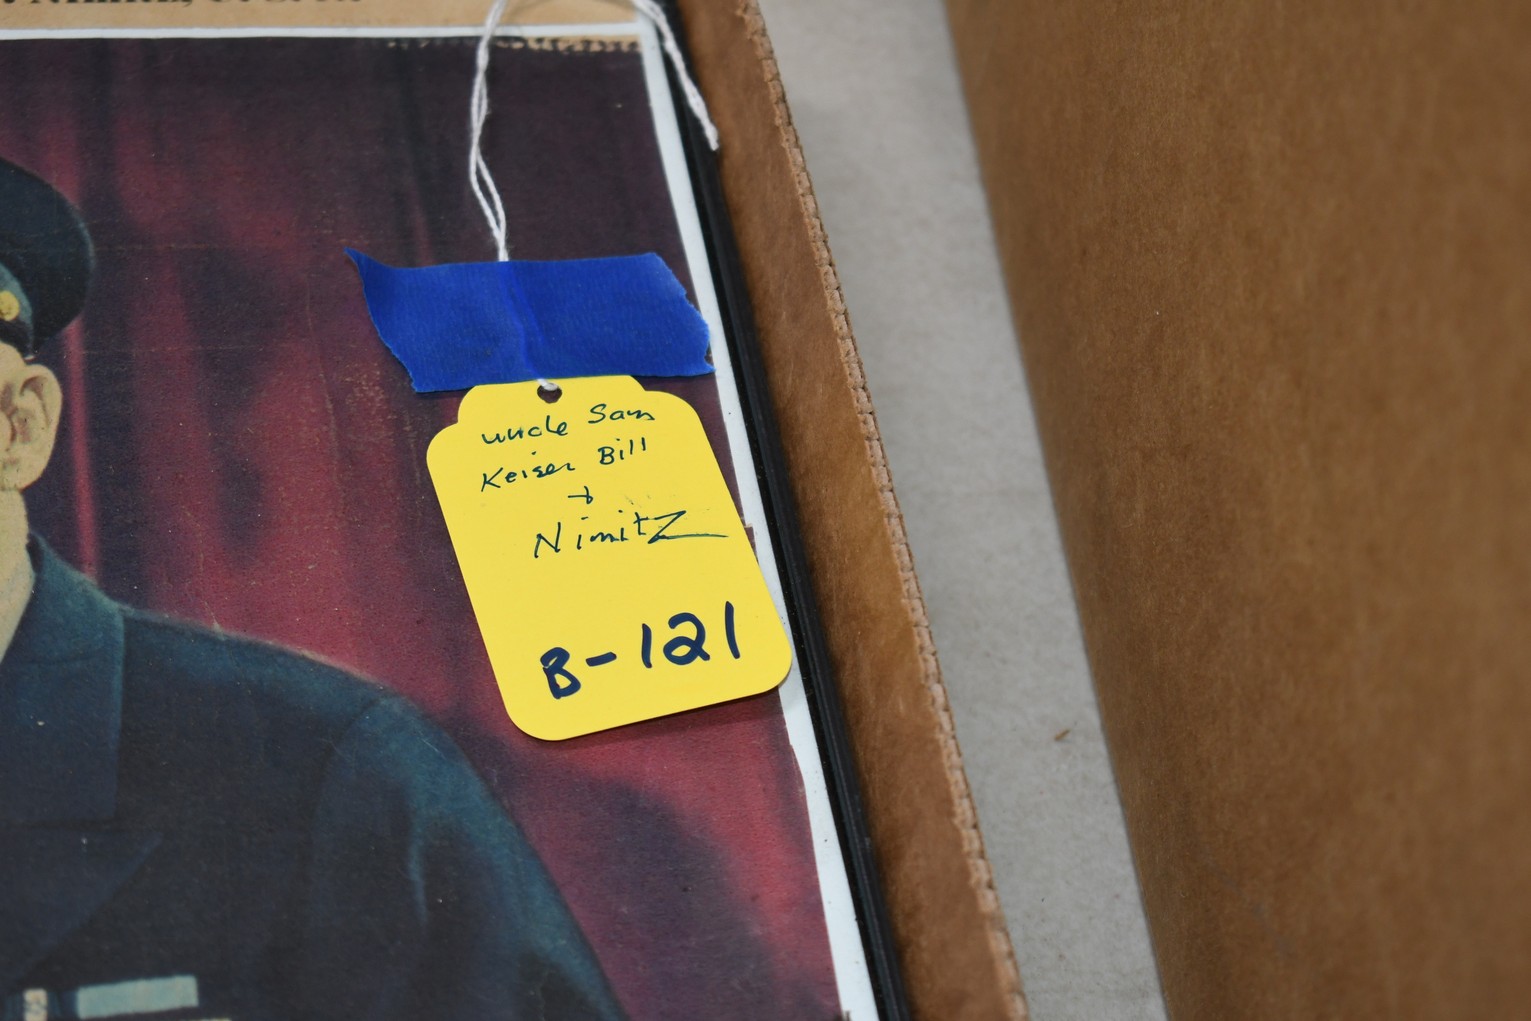 uncle Sam
Keiser Bill
+
Nimitz
B-121